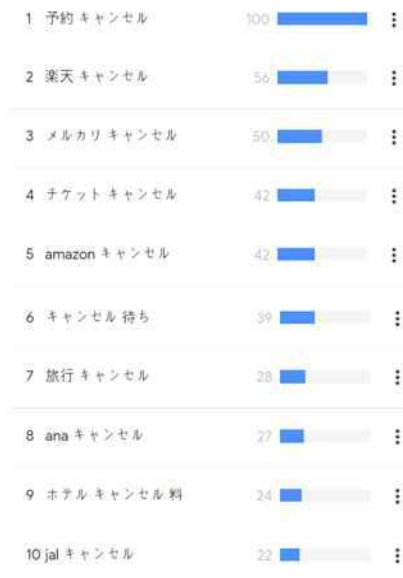 1 予約 キャンセル 100
2 楽天 キャンセル 56
3 メルカリ キャンセル 50
4 チケット キャンセル 42
5 amazon キャンセル 42
6 キャンセル 待ち 39
7 旅行 キャンセル 28
8 ana キャンセル 27
9 ホテル キャンセル 料 24
10 jal キャンセル 22